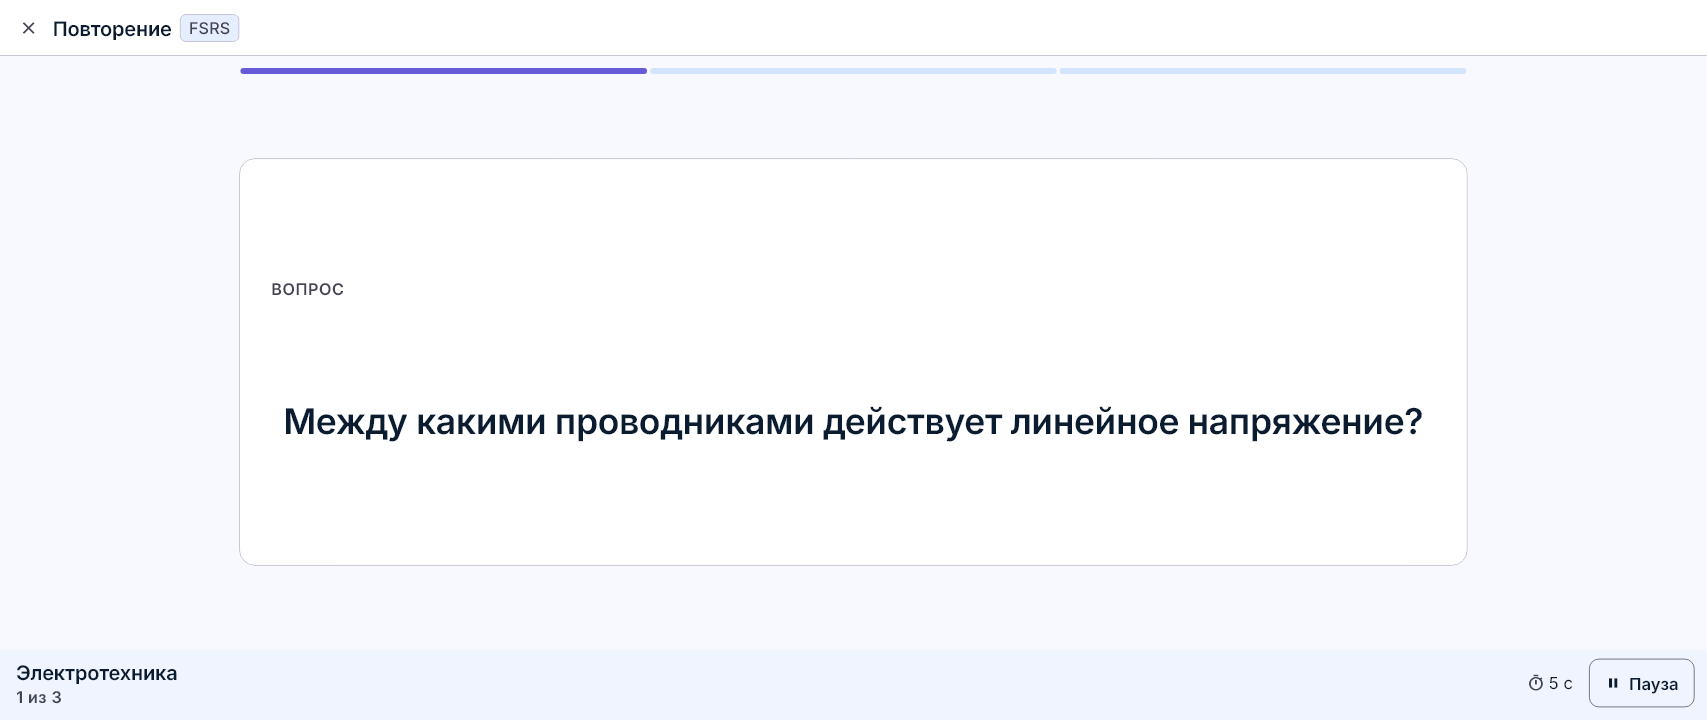 Повторение FSRS
ВОПРОС
Между какими проводниками действует линейное напряжение?
Электротехника
1 из 3
5 с
Пауза